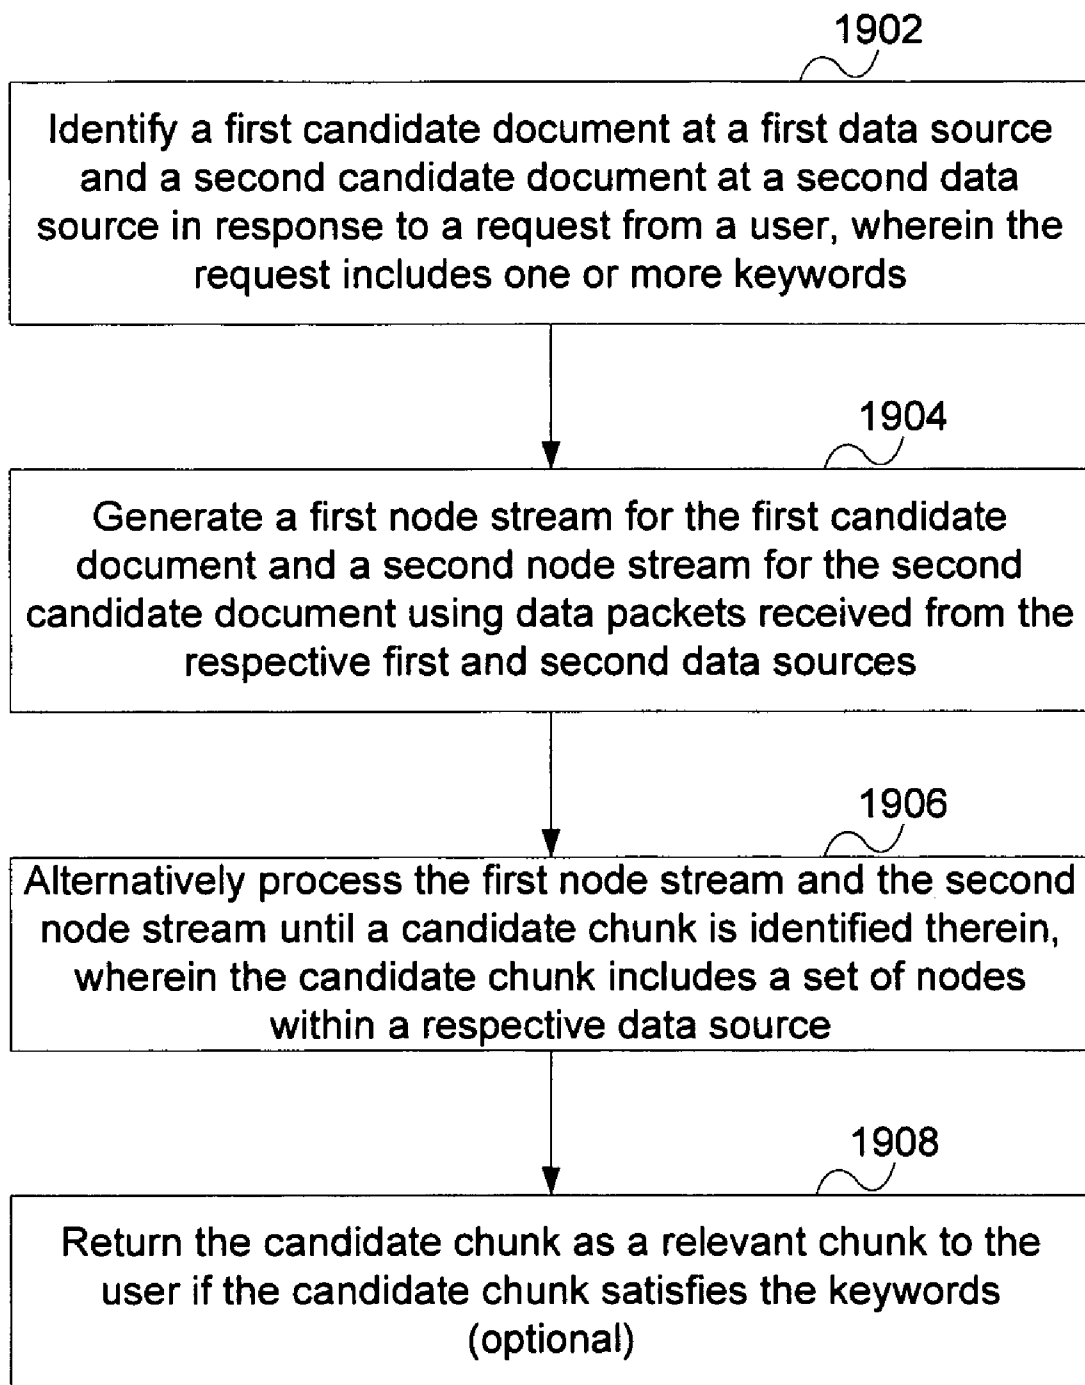 1902
Identify a first candidate document at a first data source
and a second candidate document at a second data
source in response to a request from a user, wherein the
request includes one or more keywords
1904
Generate a first node stream for the first candidate
document and a second node stream for the second
candidate document using data packets received from the
respective first and second data sources
1906
Alternatively process the first node stream and the second
node stream until a candidate chunk is identified therein,
wherein the candidate chunk includes a set of nodes
within a respective data source
1908
Return the candidate chunk as a relevant chunk to the
user if the candidate chunk satisfies the keywords
(optional)